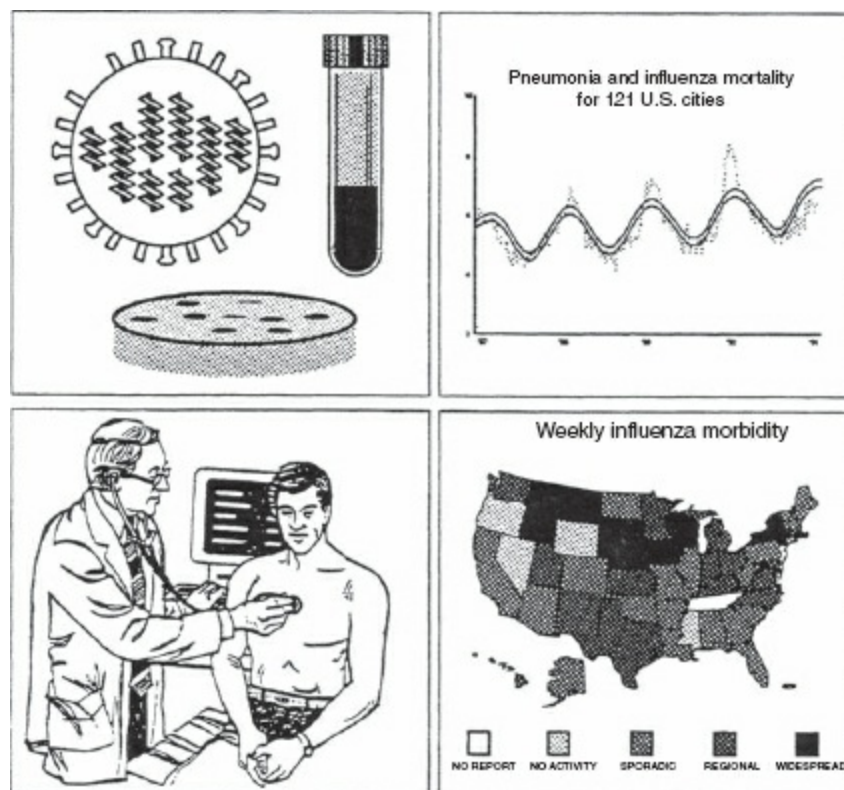 Pneumonia and influenza mortality
for 121 U.S. cities
Weekly influenza morbidity
NO REPORT
NO ACTIVITY
SPORADIC
REGIONAL
WIDESPREAD